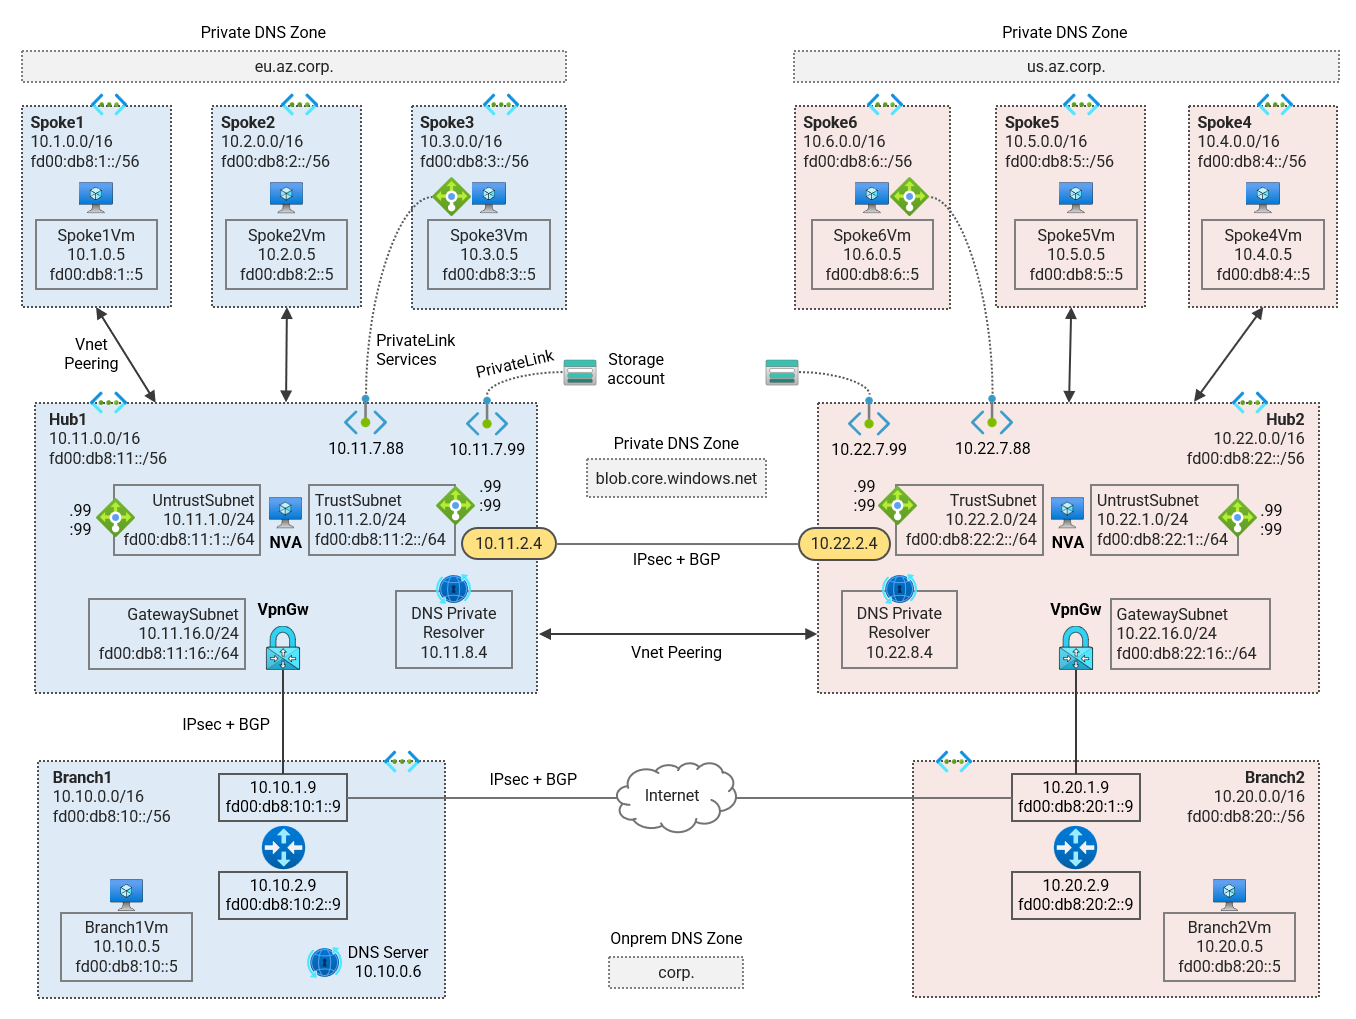 Private DNS Zone
eu.az.corp.
Private DNS Zone
us.az.corp.
Spoke1
10.1.0.0/16
fd00:db8:1::/56
Spoke1Vm
10.1.0.5
fd00:db8:1::5
Spoke2
10.2.0.0/16
fd00:db8:2::/56
Spoke2Vm
10.2.0.5
fd00:db8:2::5
Spoke3
10.3.0.0/16
fd00:db8:3::/56
Spoke3Vm
10.3.0.5
fd00:db8:3::5
Spoke6
10.6.0.0/16
fd00:db8:6::/56
Spoke6Vm
10.6.0.5
fd00:db8:6::5
Spoke5
10.5.0.0/16
fd00:db8:5::/56
Spoke5Vm
10.5.0.5
fd00:db8:5::5
Spoke4
10.4.0.0/16
fd00:db8:4::/56
Spoke4Vm
10.4.0.5
fd00:db8:4::5
Vnet
Peering
PrivateLink
Services
PrivateLink
Storage
account
Hub1
10.11.0.0/16
fd00:db8:11::/56
10.11.7.88
10.11.7.99
.99
:99
UntrustSubnet
10.11.1.0/24
fd00:db8:11:1::/64
NVA
TrustSubnet
10.11.2.0/24
fd00:db8:11:2::/64
.99
:99
10.11.2.4
GatewaySubnet
10.11.16.0/24
fd00:db8:11:16::/64
VpnGw
DNS Private
Resolver
10.11.8.4
Private DNS Zone
blob.core.windows.net
IPsec + BGP
Vnet Peering
Hub2
10.22.0.0/16
fd00:db8:22::/56
10.22.7.99
10.22.7.88
.99
:99
TrustSubnet
10.22.2.0/24
fd00:db8:22:2::/64
NVA
UntrustSubnet
10.22.1.0/24
fd00:db8:22:1::/64
.99
:99
10.22.2.4
DNS Private
Resolver
10.22.8.4
VpnGw
GatewaySubnet
10.22.16.0/24
fd00:db8:22:16::/64
IPsec + BGP
Branch1
10.10.0.0/16
fd00:db8:10::/56
10.10.1.9
fd00:db8:10:1::9
10.10.2.9
fd00:db8:10:2::9
Branch1Vm
10.10.0.5
fd00:db8:10::5
DNS Server
10.10.0.6
IPsec + BGP
Internet
Onprem DNS Zone
corp.
Branch2
10.20.0.0/16
fd00:db8:20::/56
10.20.1.9
fd00:db8:20:1::9
10.20.2.9
fd00:db8:20:2::9
Branch2Vm
10.20.0.5
fd00:db8:20::5